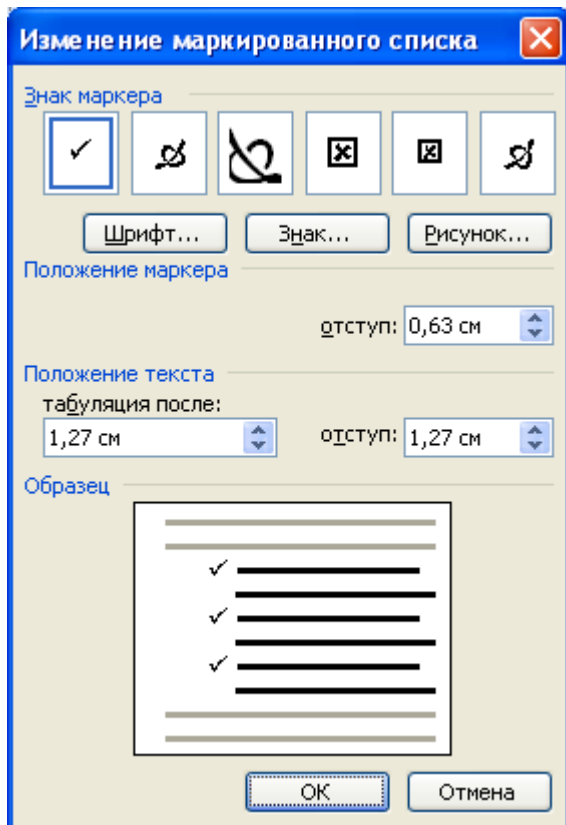 Изменение маркированного списка
Знак маркера
Шрифт... Знак... Рисунок...
Положение маркера
отступ: 0,63 см
Положение текста
табуляция после:
1,27 см отступ: 1,27 см
Образец
ОК Отмена